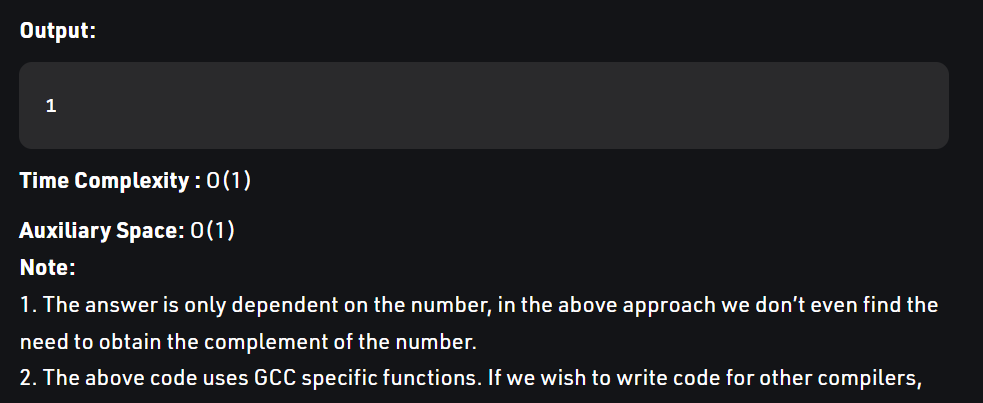 Output:
1
Time Complexity : O(1)
Auxiliary Space: O(1)
Note:
1. The answer is only dependent on the number, in the above approach we don’t even find the
need to obtain the complement of the number.
2. The above code uses GCC specific functions. If we wish to write code for other compilers,